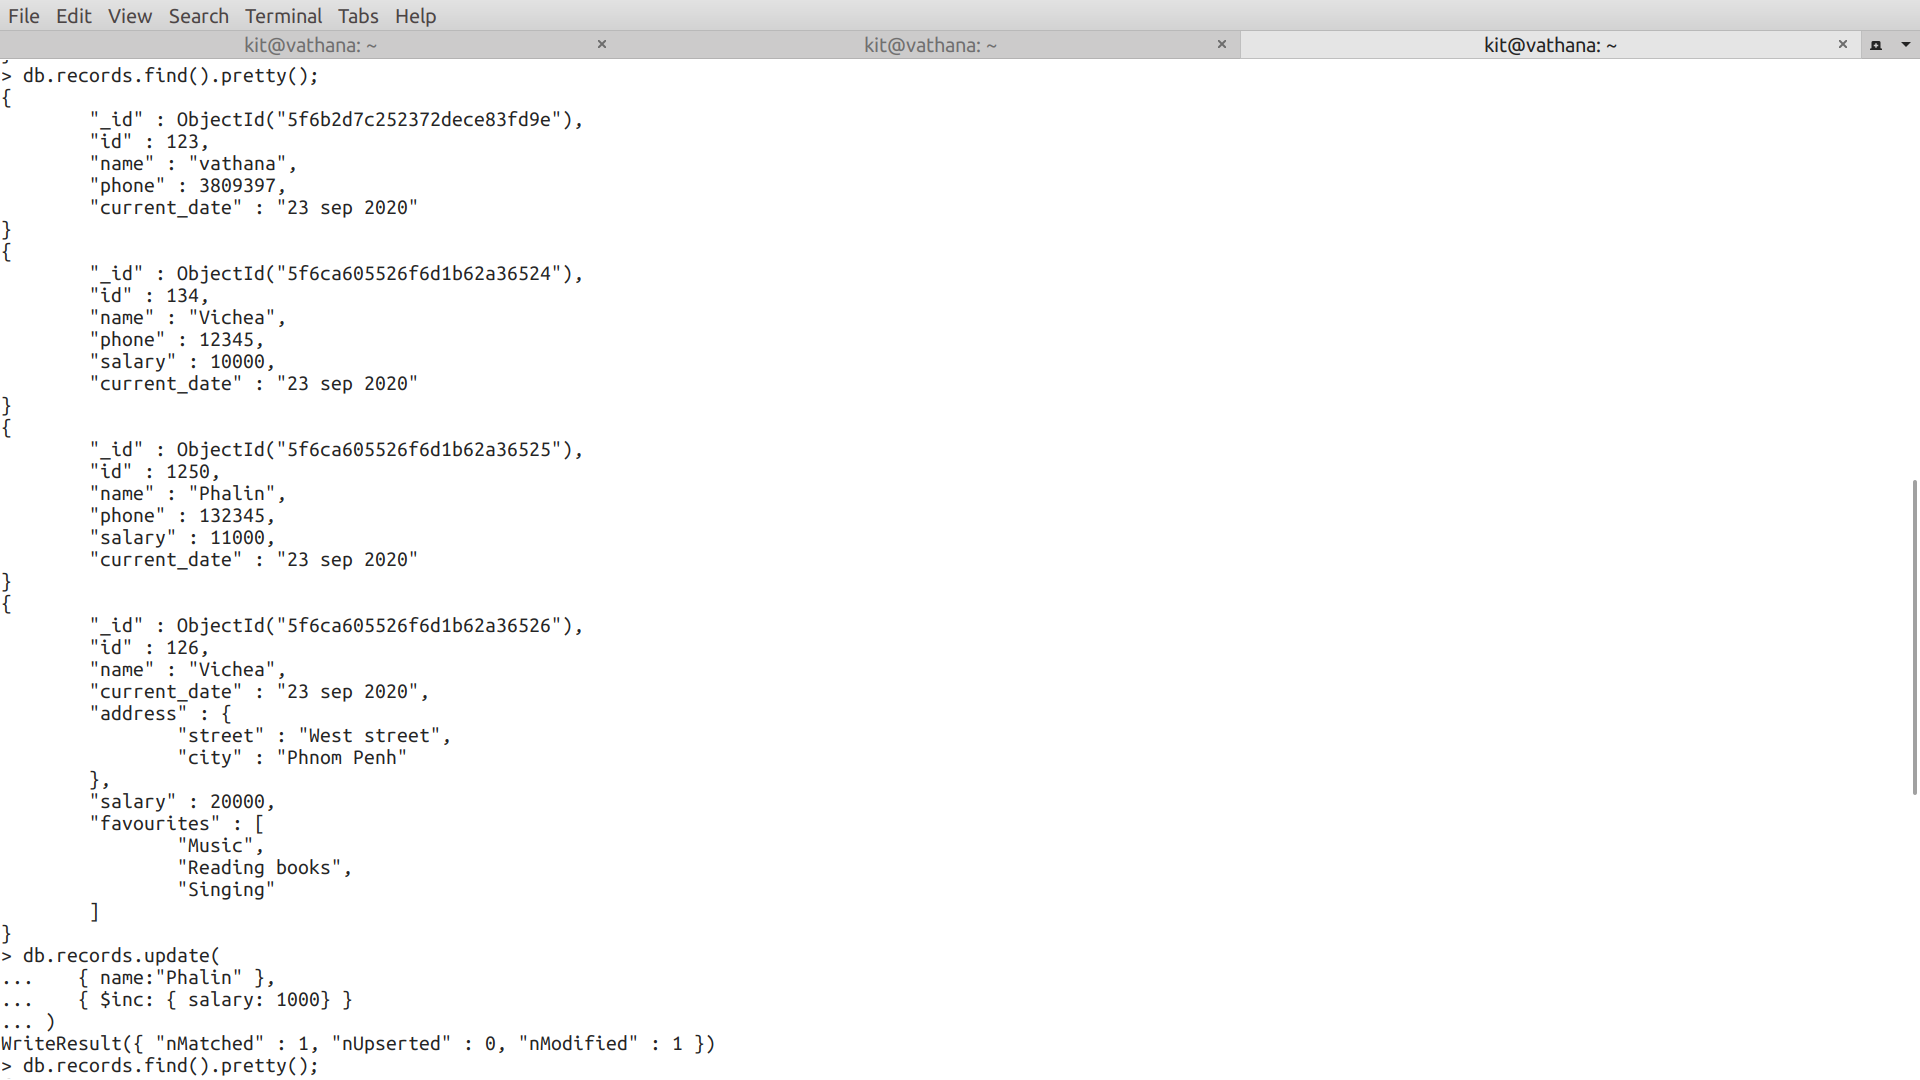 File Edit View Search Terminal Tabs Help
kit@vathana: ~ × kit@vathana: ~ × kit@vathana: ~ ×
> db.records.find().pretty();
{
        "_id" : ObjectId("5f6b2d7c252372dece83fd9e"),
        "id" : 123,
        "name" : "vathana",
        "phone" : 3809397,
        "current_date" : "23 sep 2020"
}
{
        "_id" : ObjectId("5f6ca605526f6d1b62a36524"),
        "id" : 134,
        "name" : "Vichea",
        "phone" : 12345,
        "salary" : 10000,
        "current_date" : "23 sep 2020"
}
{
        "_id" : ObjectId("5f6ca605526f6d1b62a36525"),
        "id" : 1250,
        "name" : "Phalin",
        "phone" : 132345,
        "salary" : 11000,
        "current_date" : "23 sep 2020"
}
{
        "_id" : ObjectId("5f6ca605526f6d1b62a36526"),
        "id" : 126,
        "name" : "Vichea",
        "current_date" : "23 sep 2020",
        "address" : {
                "street" : "West street",
                "city" : "Phnom Penh"
        },
        "salary" : 20000,
        "favourites" : [
                "Music",
                "Reading books",
                "Singing"
        ]
}
> db.records.update(
...    { name:"Phalin" },
...    { $inc: { salary: 1000} }
... )
WriteResult({ "nMatched" : 1, "nUpserted" : 0, "nModified" : 1 })
> db.records.find().pretty();